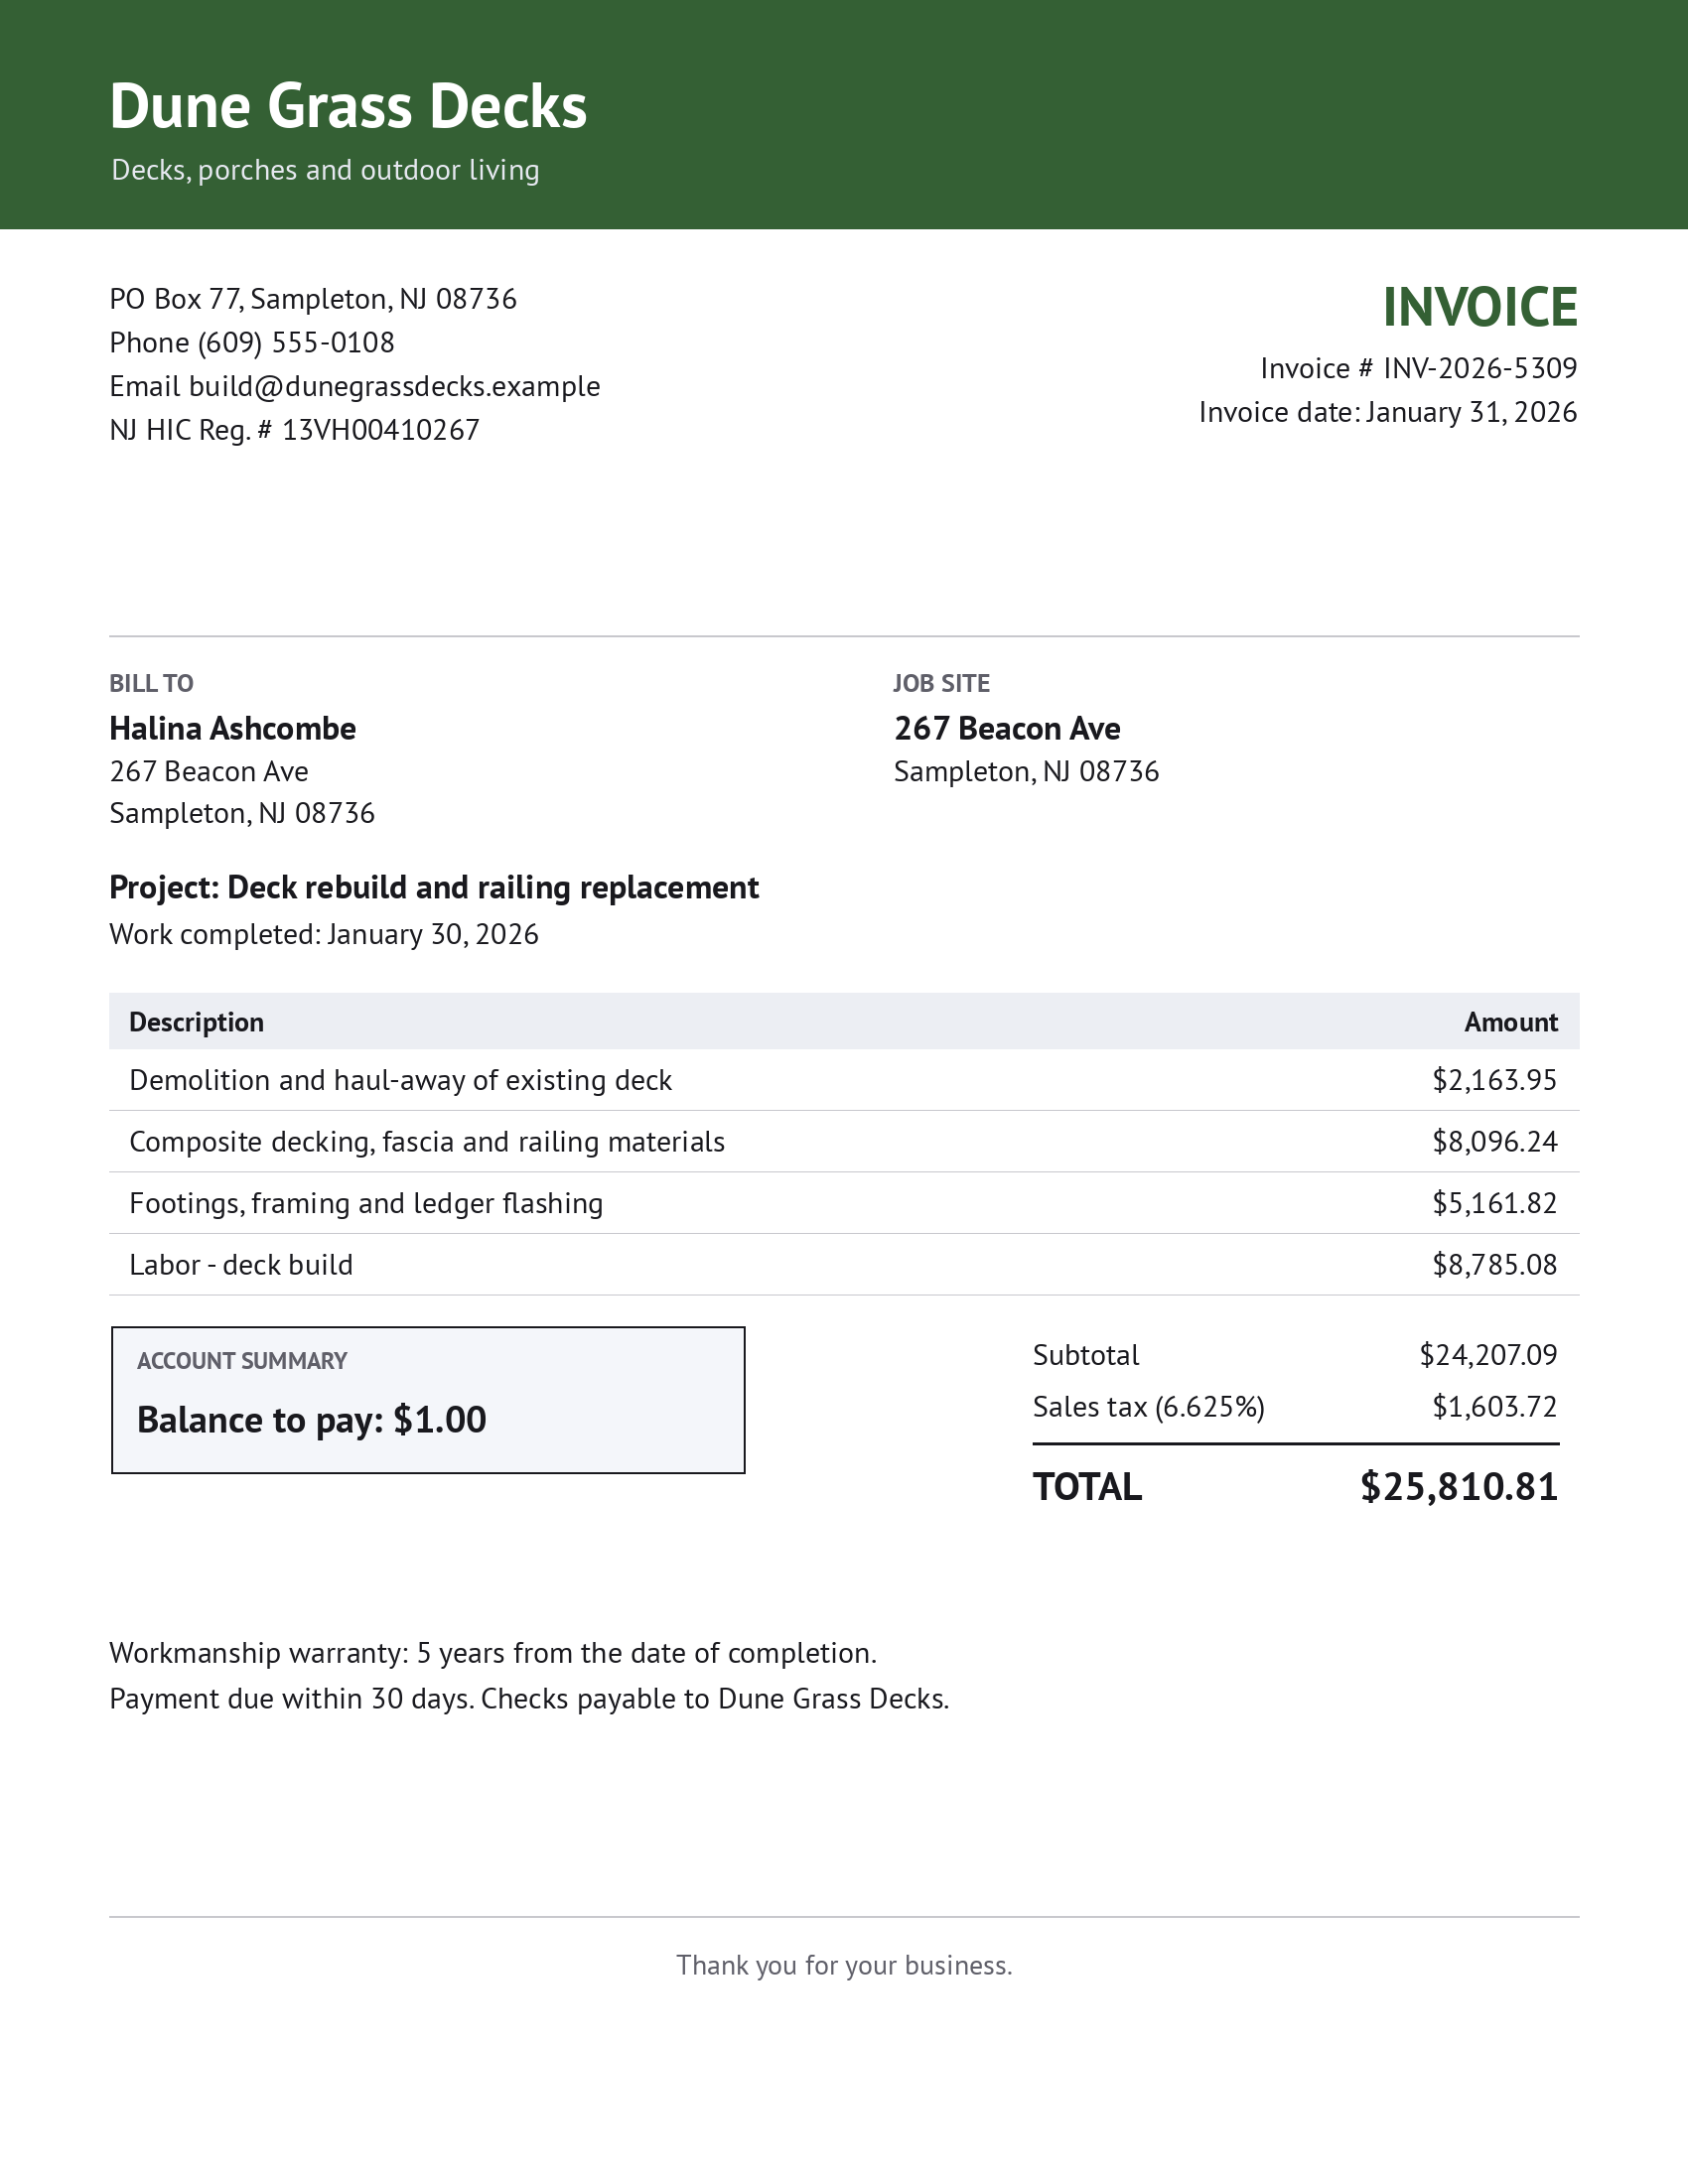 Dune Grass Decks
Decks, porches and outdoor living
PO Box 77, Sampleton, NJ 08736
Phone (609) 555-0108
Email build@dunegrassdecks.example
NJ HIC Reg. # 13VH00410267
INVOICE
Invoice # INV-2026-5309
Invoice date: January 31, 2026
BILL TO
Halina Ashcombe
267 Beacon Ave
Sampleton, NJ 08736
JOB SITE
267 Beacon Ave
Sampleton, NJ 08736
Project: Deck rebuild and railing replacement
Work completed: January 30, 2026
Description Amount
Demolition and haul-away of existing deck $2,163.95
Composite decking, fascia and railing materials $8,096.24
Footings, framing and ledger flashing $5,161.82
Labor - deck build $8,785.08
ACCOUNT SUMMARY
Balance to pay: $1.00
Subtotal $24,207.09
Sales tax (6.625%) $1,603.72
TOTAL $25,810.81
Workmanship warranty: 5 years from the date of completion.
Payment due within 30 days. Checks payable to Dune Grass Decks.
Thank you for your business.